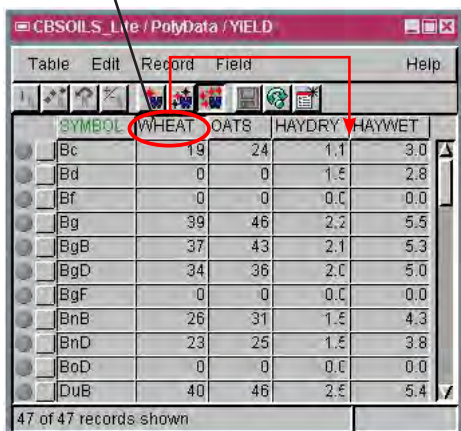 CBSOILS_Lite / PolyData / YIELD
Table Edit Record Field Help
SYMBOL WHEAT OATS HAYDRY HAYWET
Bc 19 24 1.1 3.0
Bd 0 0 1.5 2.8
Bf 0 0 0.0 0.0
Bg 39 46 2.2 5.5
BgB 37 43 2.1 5.3
BgD 34 36 2.0 5.0
BgF 0 0 0.0 0.0
BnB 26 31 1.5 4.3
BnD 23 25 1.5 3.8
BoD 0 0 0.0 0.0
DuB 40 46 2.5 5.4
47 of 47 records shown